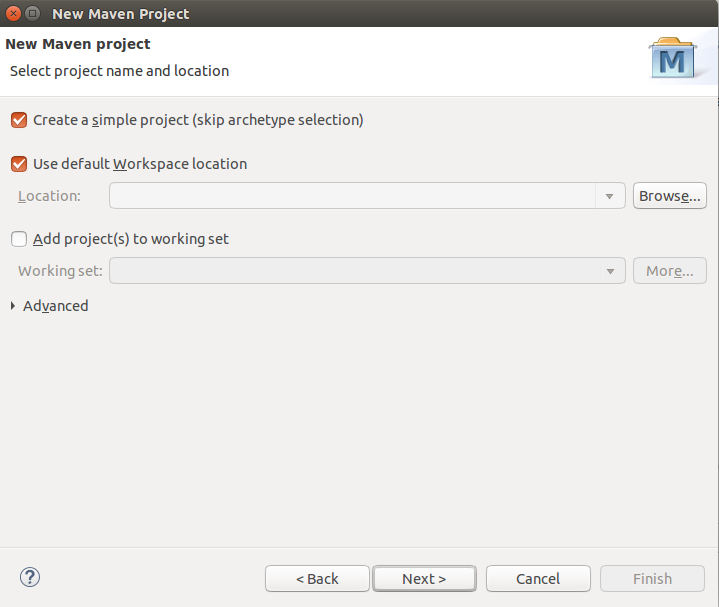 New Maven Project
New Maven project
Select project name and location
M
Create a simple project (skip archetype selection)
Use default Workspace location
Location:
Browse...
Add project(s) to working set
Working set:
More...
Advanced
?
< Back
Next >
Cancel
Finish